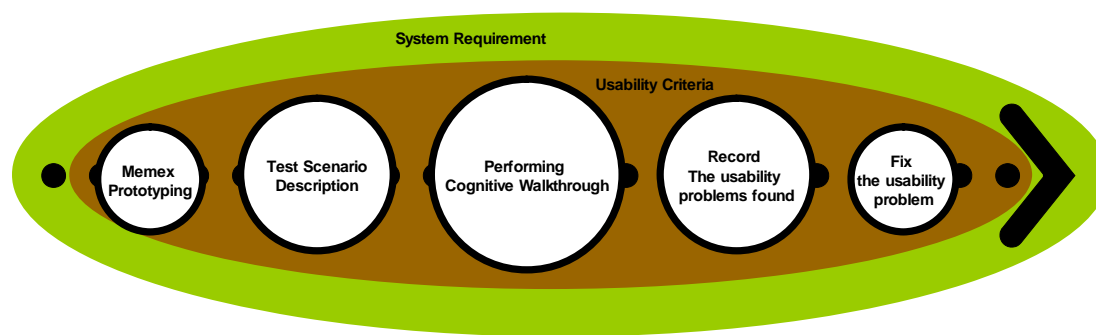 System Requirement
Usability Criteria
Memex
Prototyping
Test Scenario
Description
Performing
Cognitive Walkthrough
Record
The usability
problems found
Fix
the usability
problem